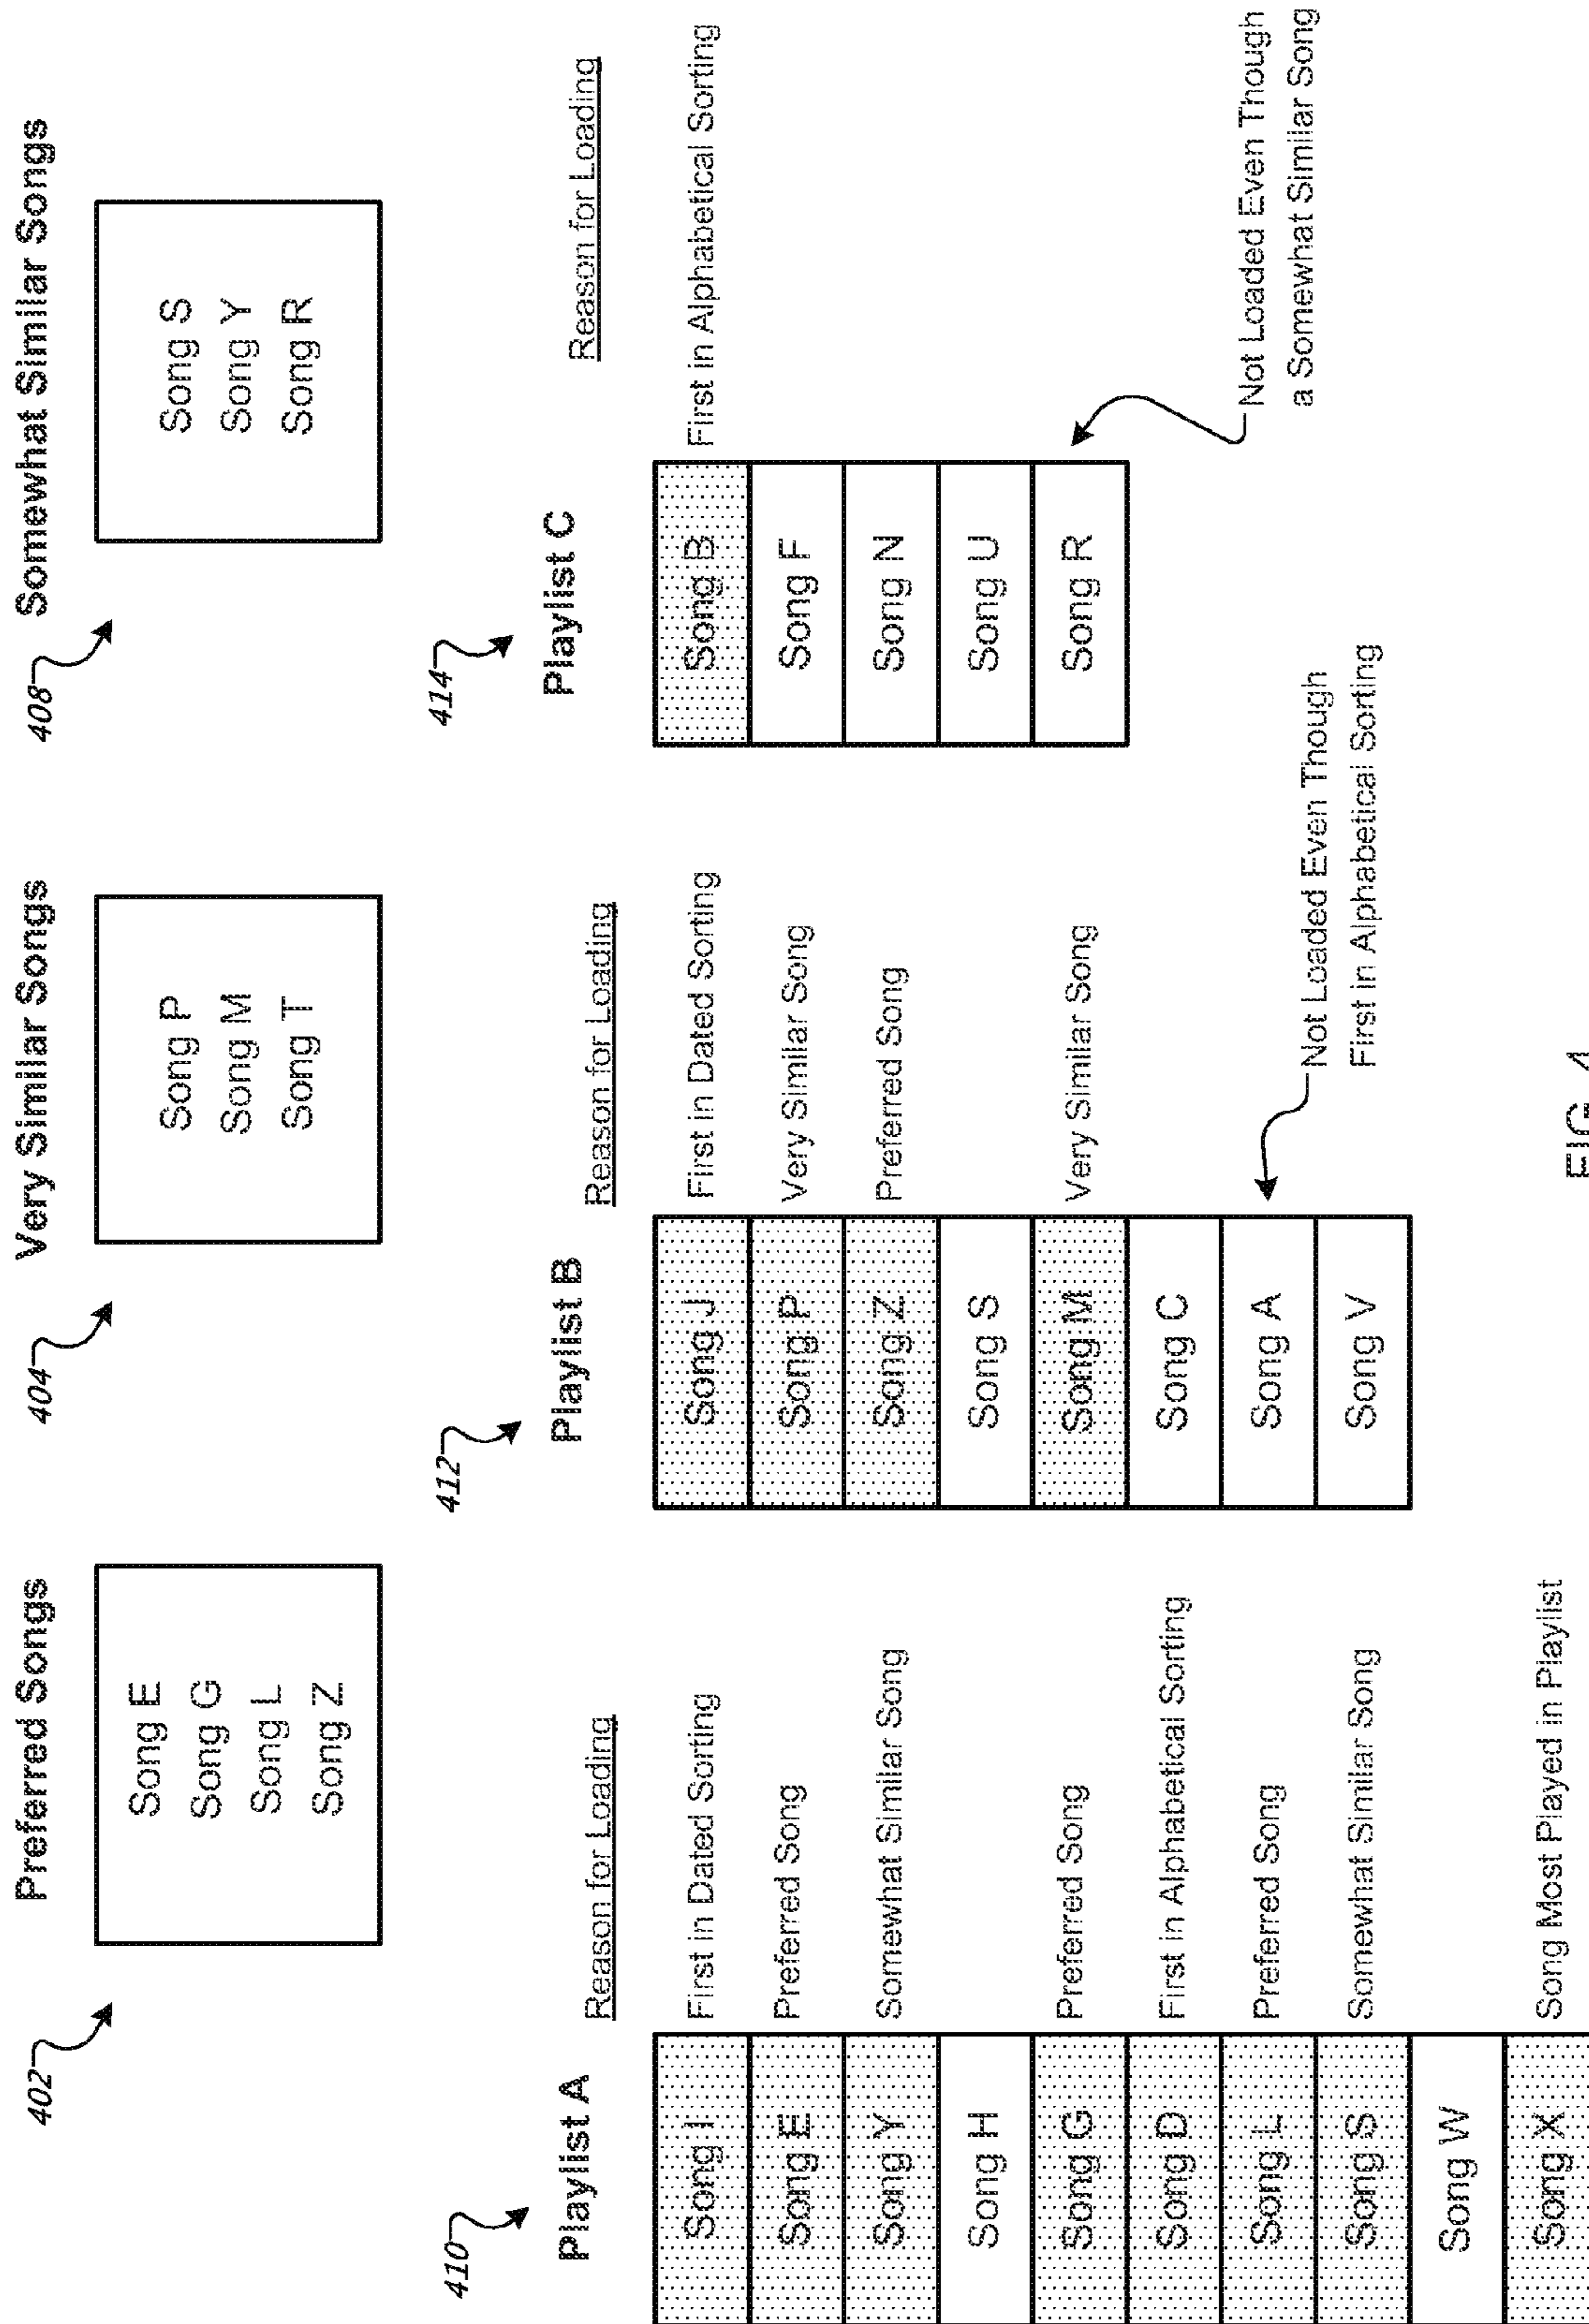 402
Preferred Songs
Song E
Song G
Song L
Song Z
404
Very Similar Songs
Song P
Song M
Song T
408
Somewhat Similar Songs
Song S
Song Y
Song R
410
Playlist A
Reason for Loading
Song I First in Dated Sorting
Song E Preferred Song
Song Y Somewhat Similar Song
Song H
Song G Preferred Song
Song D First in Alphabetical Sorting
Song L Preferred Song
Song S Somewhat Similar Song
Song W
Song X Song Most Played in Playlist
412
Playlist B
Reason for Loading
Song J First in Dated Sorting
Song P Very Similar Song
Song Z Preferred Song
Song S
Song M Very Similar Song
Song C
Song A
Song V
Not Loaded Even Though
First in Alphabetical Sorting
414
Playlist C
Reason for Loading
Song B First in Alphabetical Sorting
Song F
Song N
Song U
Song R
Not Loaded Even Though
a Somewhat Similar Song
FIG. 4